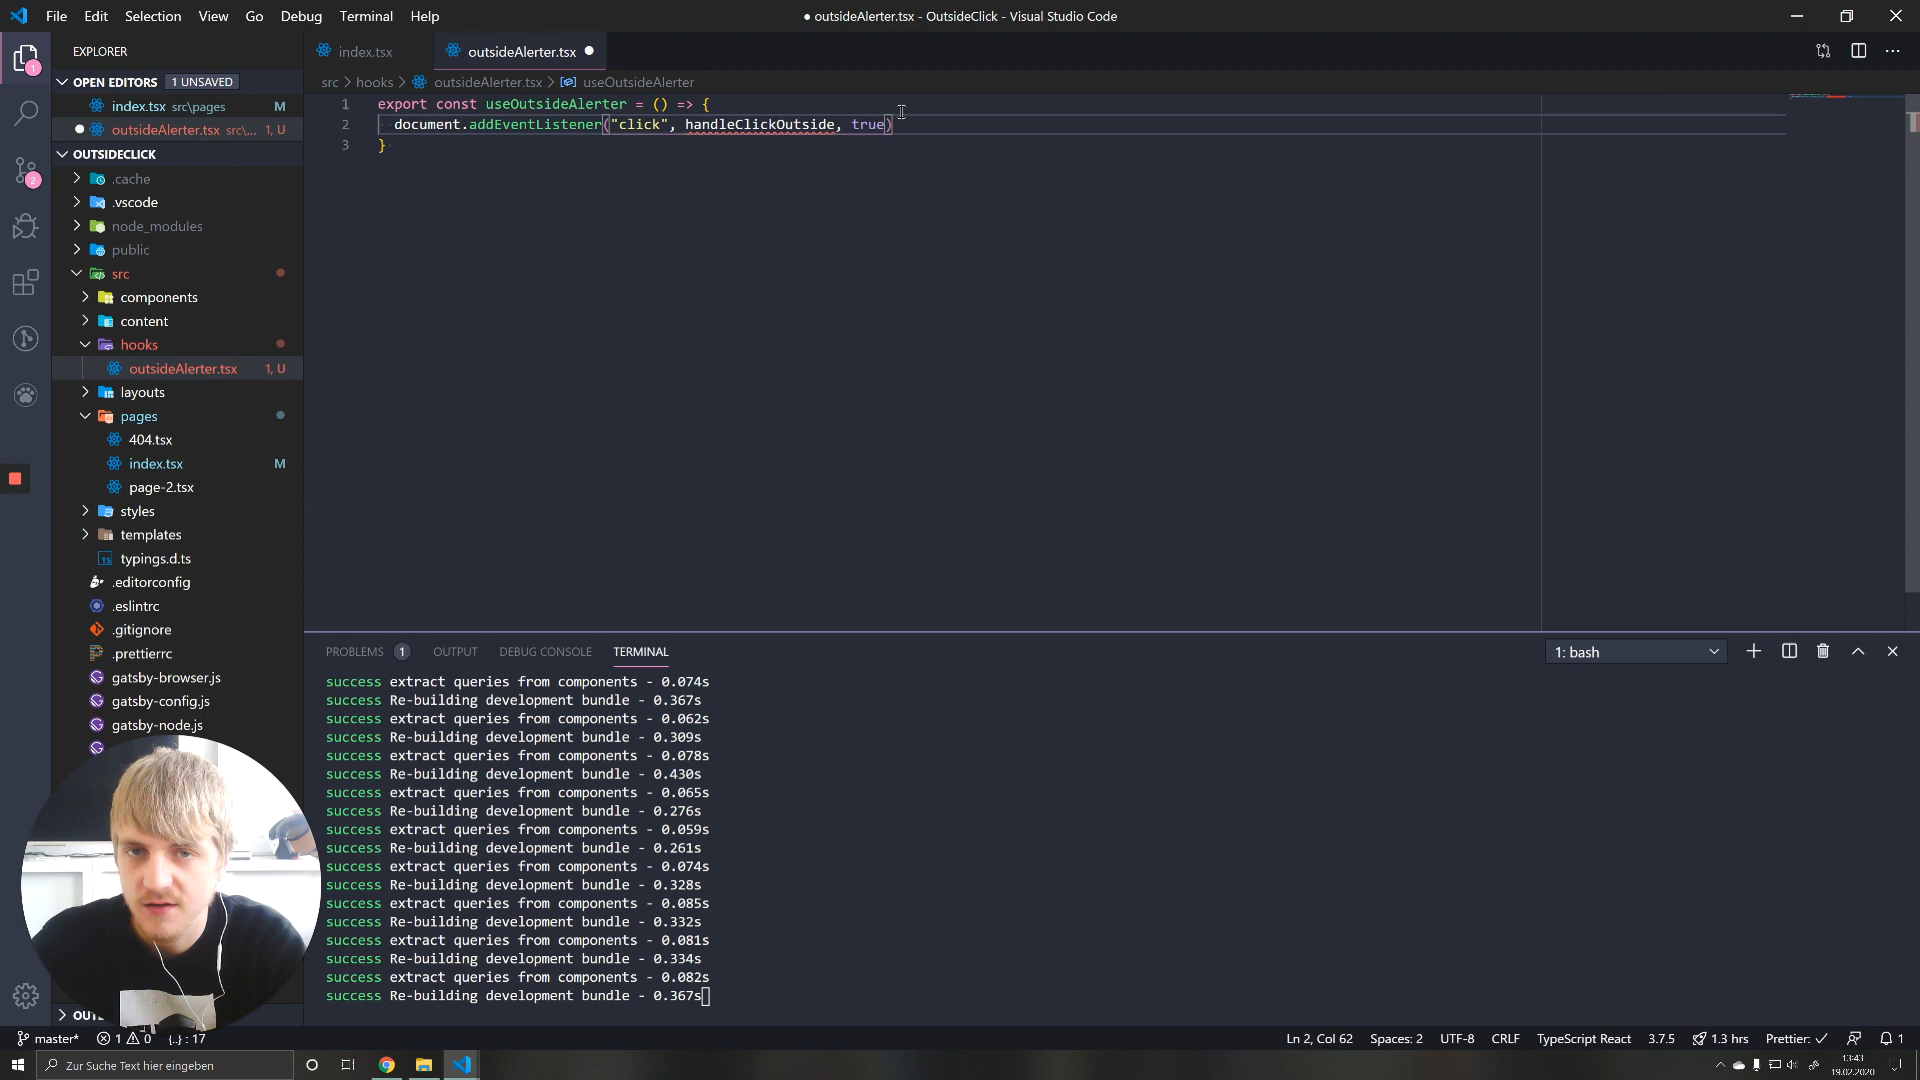 File Edit Selection View Go Debug Terminal Help
● outsideAlerter.tsx - OutsideClick - Visual Studio Code
EXPLORER
index.tsx
outsideAlerter.tsx
OPEN EDITORS 1 UNSAVED
index.tsx src\pages M
outsideAlerter.tsx src\... 1, U
OUTSIDECLICK
.cache
.vscode
node_modules
public
src
components
content
hooks
outsideAlerter.tsx 1, U
layouts
pages
404.tsx
index.tsx M
page-2.tsx
styles
templates
TS typings.d.ts
.editorconfig
.eslintrc
.gitignore
.prettierrc
gatsby-browser.js
gatsby-config.js
gatsby-node.js
src > hooks > outsideAlerter.tsx > useOutsideAlerter
1 export const useOutsideAlerter = () => {
2 document.addEventListener("click", handleClickOutside, true)
3 }
PROBLEMS 1 OUTPUT DEBUG CONSOLE TERMINAL
1: bash
success extract queries from components - 0.074s
success Re-building development bundle - 0.367s
success extract queries from components - 0.062s
success Re-building development bundle - 0.309s
success extract queries from components - 0.078s
success Re-building development bundle - 0.430s
success extract queries from components - 0.065s
success Re-building development bundle - 0.276s
success extract queries from components - 0.059s
success Re-building development bundle - 0.261s
success extract queries from components - 0.074s
success Re-building development bundle - 0.328s
success extract queries from components - 0.085s
success Re-building development bundle - 0.332s
success extract queries from components - 0.081s
success Re-building development bundle - 0.334s
success extract queries from components - 0.082s
success Re-building development bundle - 0.367s
1
2
master* 1 0 {..} : 17
Ln 2, Col 62 Spaces: 2 UTF-8 CRLF TypeScript React 3.7.5 1.3 hrs Prettier: ✓ 1
Zur Suche Text hier eingeben
13:43
19.02.2020